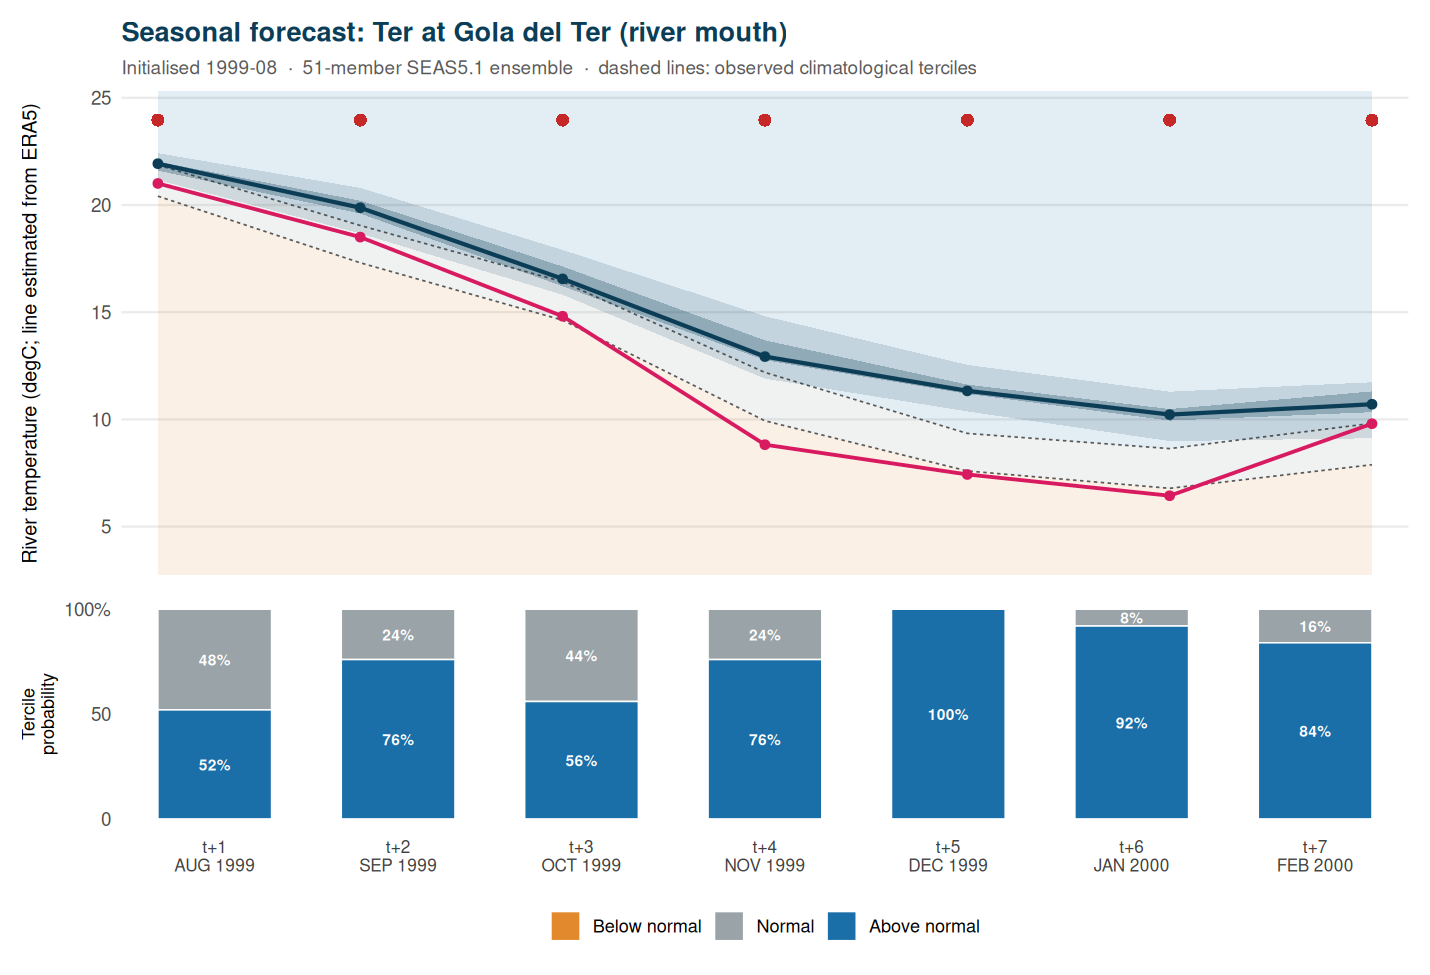 Seasonal forecast: Ter at Gola del Ter (river mouth)
Initialised 1999-08 · 51-member SEAS5.1 ensemble · dashed lines: observed climatological terciles
River temperature (degC; line estimated from ERA5)
25
20
15
10
5
Tercile
probability
100%
50
0
48%
24%
44%
24%
8%
16%
52%
76%
56%
76%
100%
92%
84%
t+1
AUG 1999
t+2
SEP 1999
t+3
OCT 1999
t+4
NOV 1999
t+5
DEC 1999
t+6
JAN 2000
t+7
FEB 2000
Below normal
Normal
Above normal